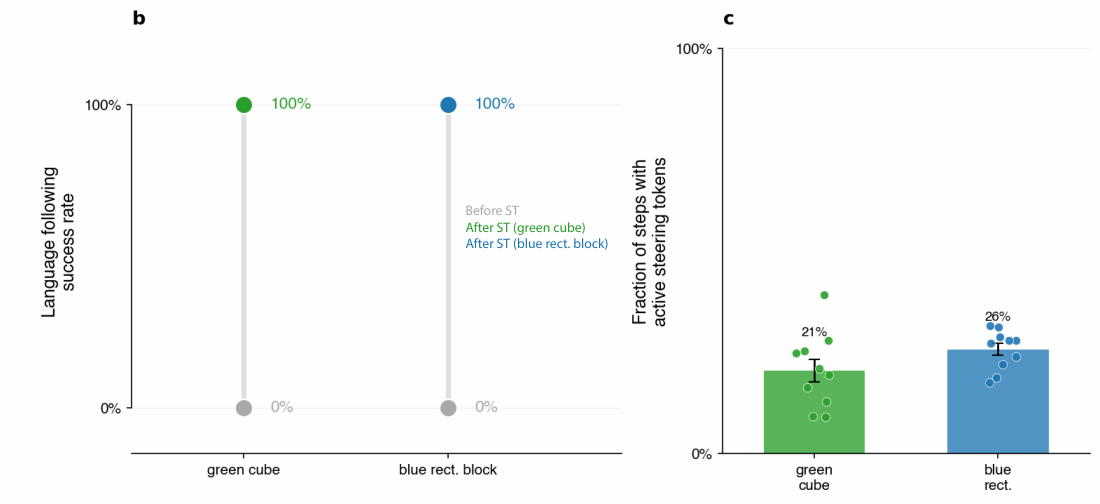 b
Language following
success rate
100%
0%
100%
100%
0%
0%
Before ST
After ST (green cube)
After ST (blue rect. block)
green cube
blue rect. block
c
Fraction of steps with
active steering tokens
100%
0%
21%
26%
green
cube
blue
rect.